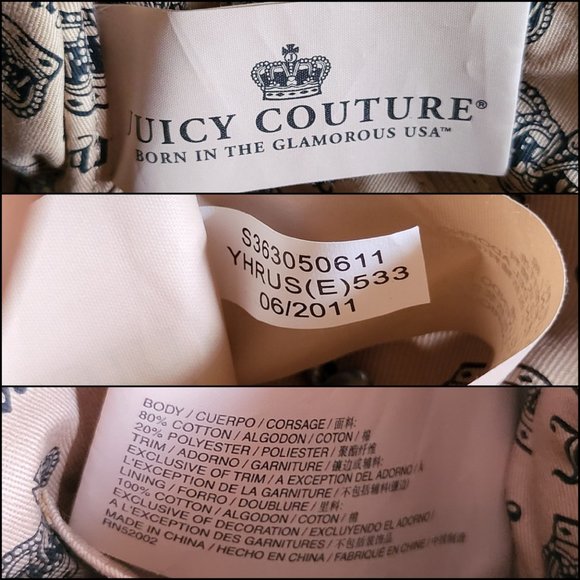 JUICY COUTURE®
BORN IN THE GLAMOROUS USA™
S363050611
YHRUS(E)533
06/2011
BODY / CUERPO / CORSAGE / 面料:
80% COTTON / ALGODON / COTON / 棉
20% POLYESTER / POLIESTER / 聚酯纤维
TRIM / ADORNO / GARNITURE / 镶边或辅料
EXCLUSIVE OF TRIM / A EXCEPTION DEL ADORNO / A
L'EXCEPTION DE LA GARNITURE / 不包括辅料(镶边)
LINING / FORRO / DOUBLURE / 里料:
100% COTTON / ALGODON / COTON / 棉
EXCLUSIVE OF DECORATION / EXCLUYENDO EL ADORNO /
A L'EXCEPTION DES GARNITURES / 不包括装饰品
MADE IN CHINA / HECHO EN CHINA / FABRIQUÉ EN CHINE / 中国制造
RN52002